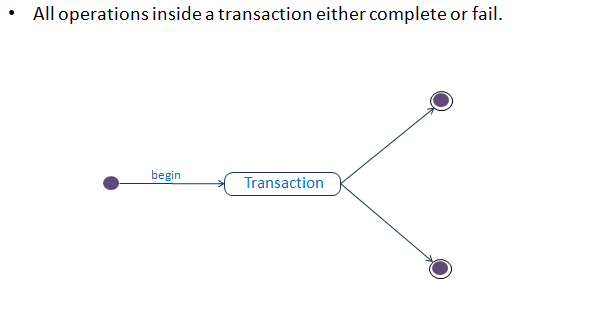 • All operations inside a transaction either complete or fail.
begin
Transaction